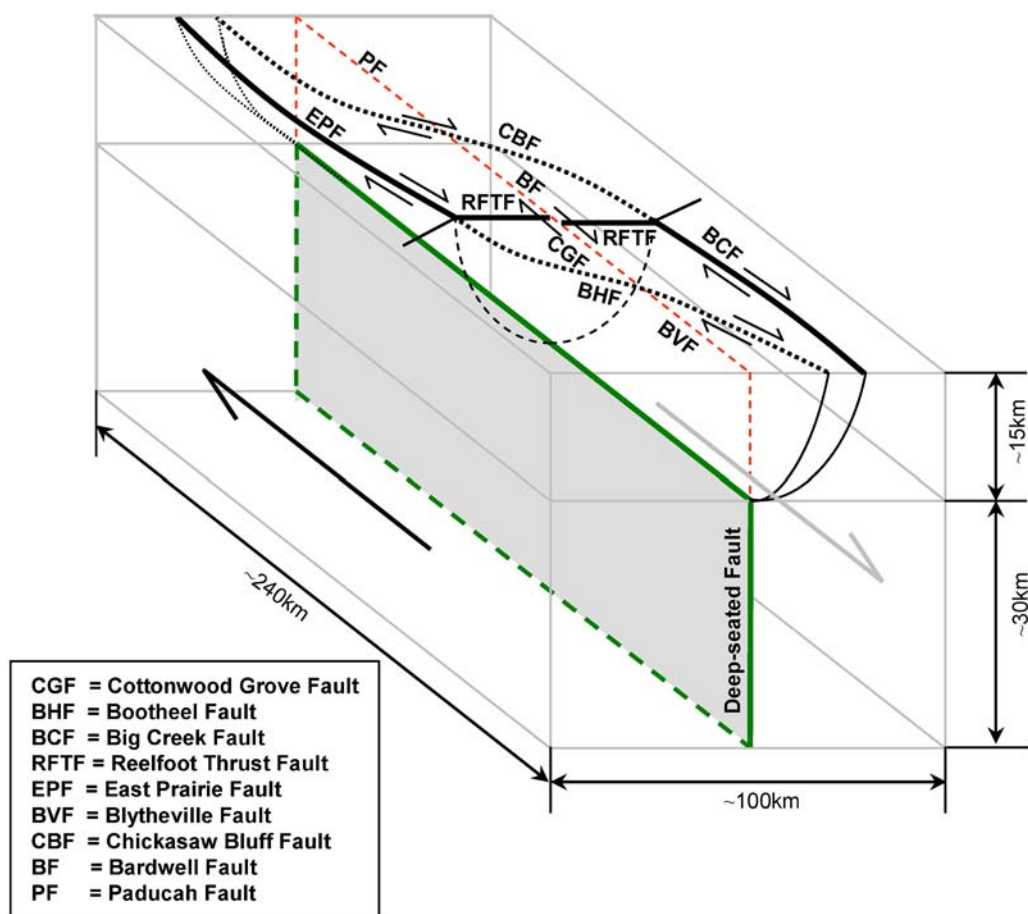 PF
EPF
CBF
BF
RFTF
RFTF
CGF
BCF
BHF
BVF
~15km
Deep-seated Fault
~30km
~240km
~100km
CGF = Cottonwood Grove Fault
BHF = Bootheel Fault
BCF = Big Creek Fault
RFTF = Reelfoot Thrust Fault
EPF = East Prairie Fault
BVF = Blytheville Fault
CBF = Chickasaw Bluff Fault
BF = Bardwell Fault
PF = Paducah Fault